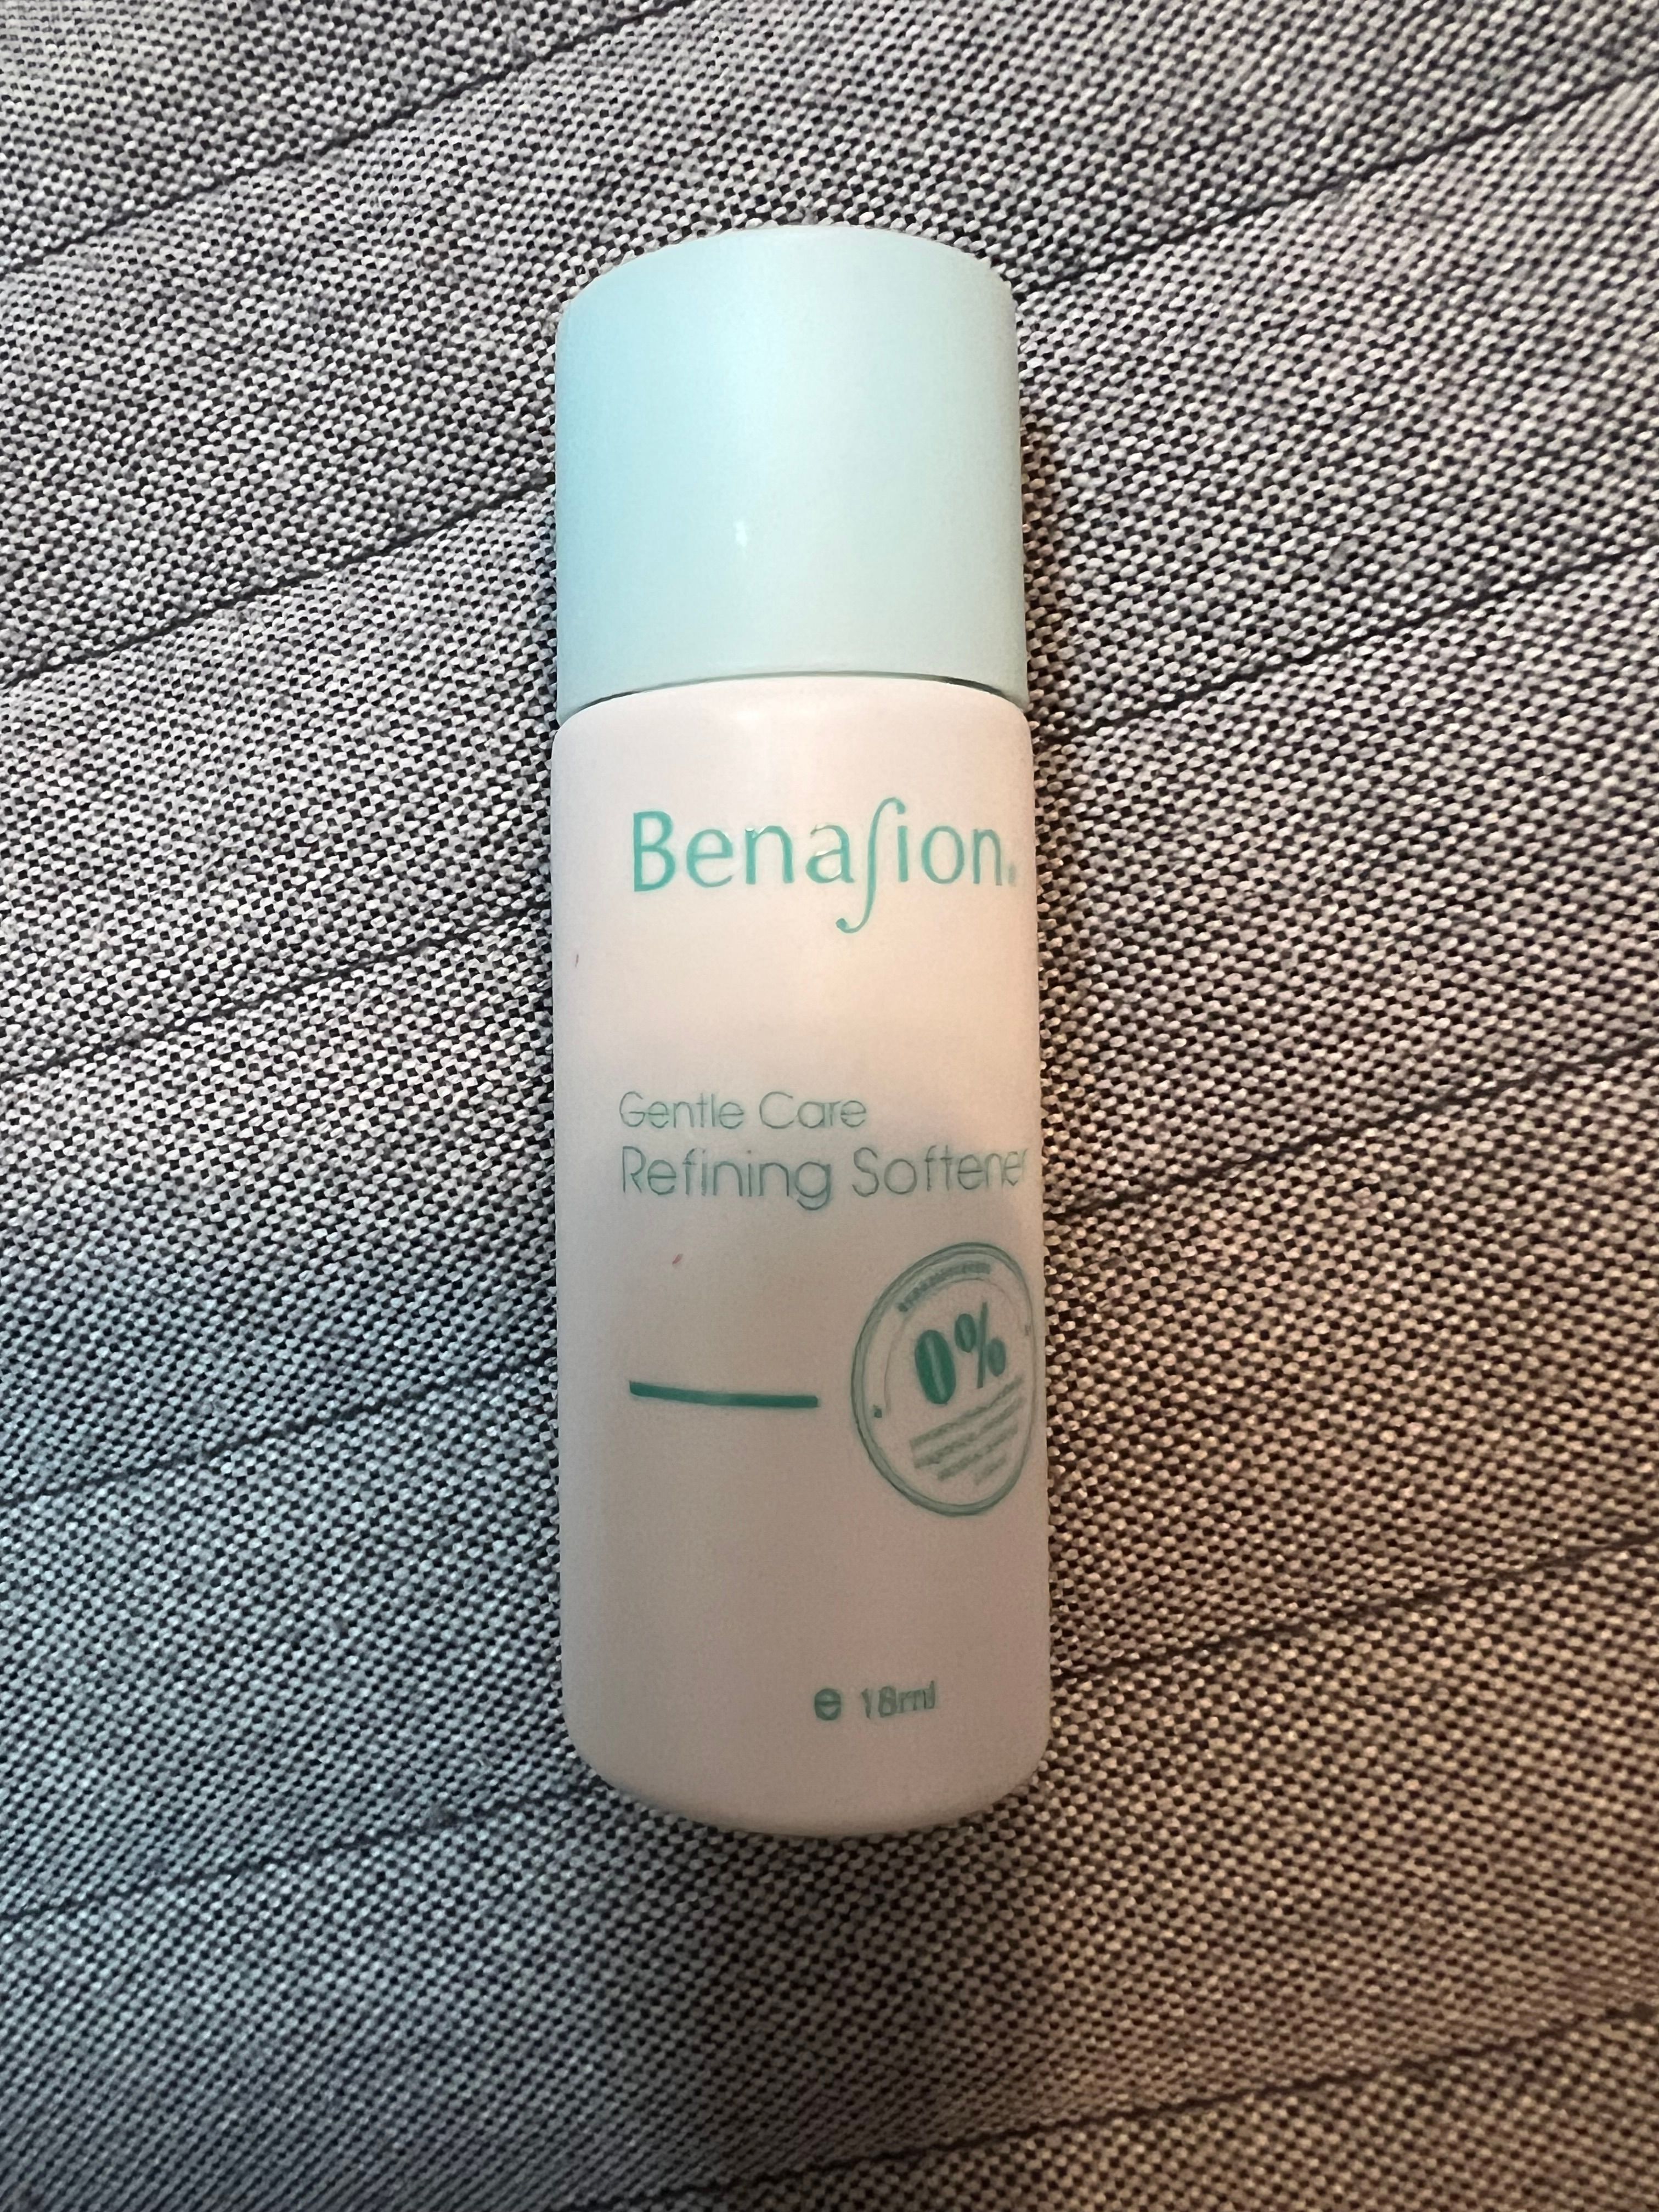 Benasion.
Gentle Care
Refining Softener
0%
℮ 18ml